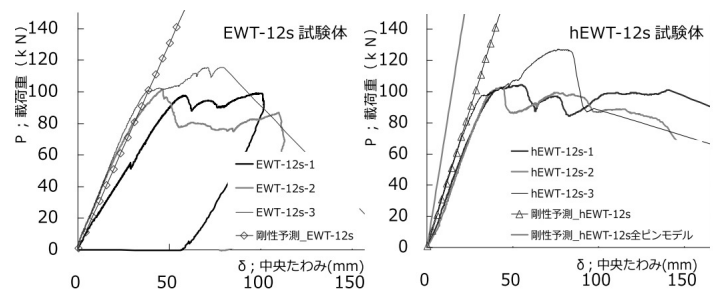 EWT-12s 試験体
P ; 載荷重 ( k N )
140
120
100
80
60
40
20
0
EWT-12s-1
EWT-12s-2
EWT-12s-3
剛性予測_EWT-12s
δ ; 中央たわみ(mm)
0 50 100 150
hEWT-12s 試験体
P ; 載荷重 ( k N )
140
120
100
80
60
40
20
0
hEWT-12s-1
hEWT-12s-2
hEWT-12s-3
剛性予測_hEWT-12s
剛性予測_hEWT-12s全ピンモデル
δ ; 中央たわみ(mm)
0 50 100 150